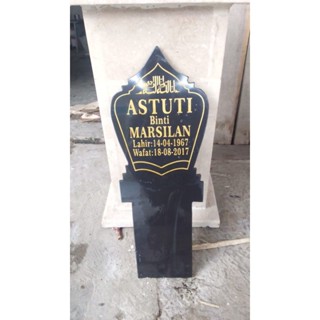 ASTUTI
Binti
MARSILAN
Lahir:14-04-1967
Wafat:18-08-2017